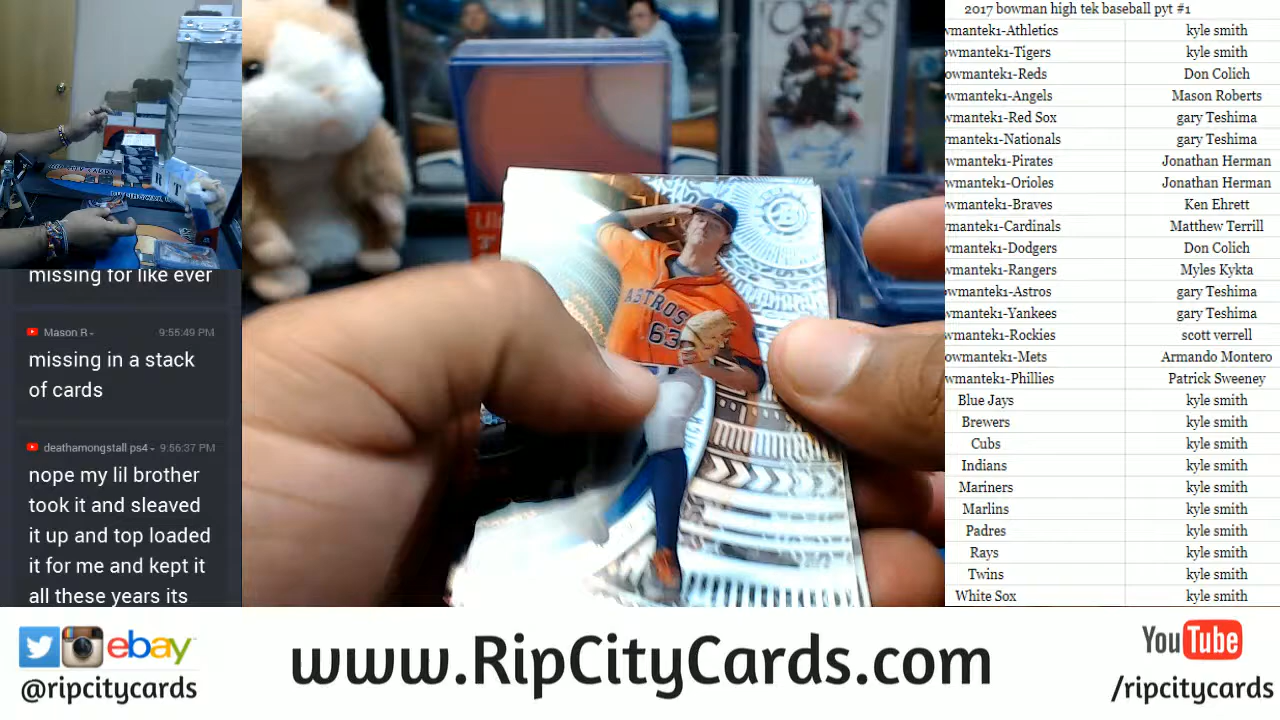 2017 bowman high tek baseball pyt #1
wmantek1-Athletics kyle smith
owmantek1-Tigers kyle smith
owmantek1-Reds Don Colich
owmantek1-Angels Mason Roberts
wmantek1-Red Sox gary Teshima
wmantek1-Nationals gary Teshima
wmantek1-Pirates Jonathan Herman
wmantek1-Orioles Jonathan Herman
wmantek1-Braves Ken Ehrett
wmantek1-Cardinals Matthew Terrill
wmantek1-Dodgers Don Colich
wmantek1-Rangers Myles Kykta
owmantek1-Astros gary Teshima
wmantek1-Yankees gary Teshima
wmantek1-Rockies scott verrell
owmantek1-Mets Armando Montero
wmantek1-Phillies Patrick Sweeney
Blue Jays kyle smith
Brewers kyle smith
Cubs kyle smith
Indians kyle smith
Mariners kyle smith
Marlins kyle smith
Padres kyle smith
Rays kyle smith
Twins kyle smith
White Sox kyle smith
missing for like ever
Mason R - 9:55:49 PM
missing in a stack
of cards
deathamongstall ps4 - 9:56:37 PM
nope my lil brother
took it and sleaved
it up and top loaded
it for me and kept it
all these years its
ASTROS
63
ebay
@ripcitycards
www.RipCityCards.com
YouTube
/ripcitycards